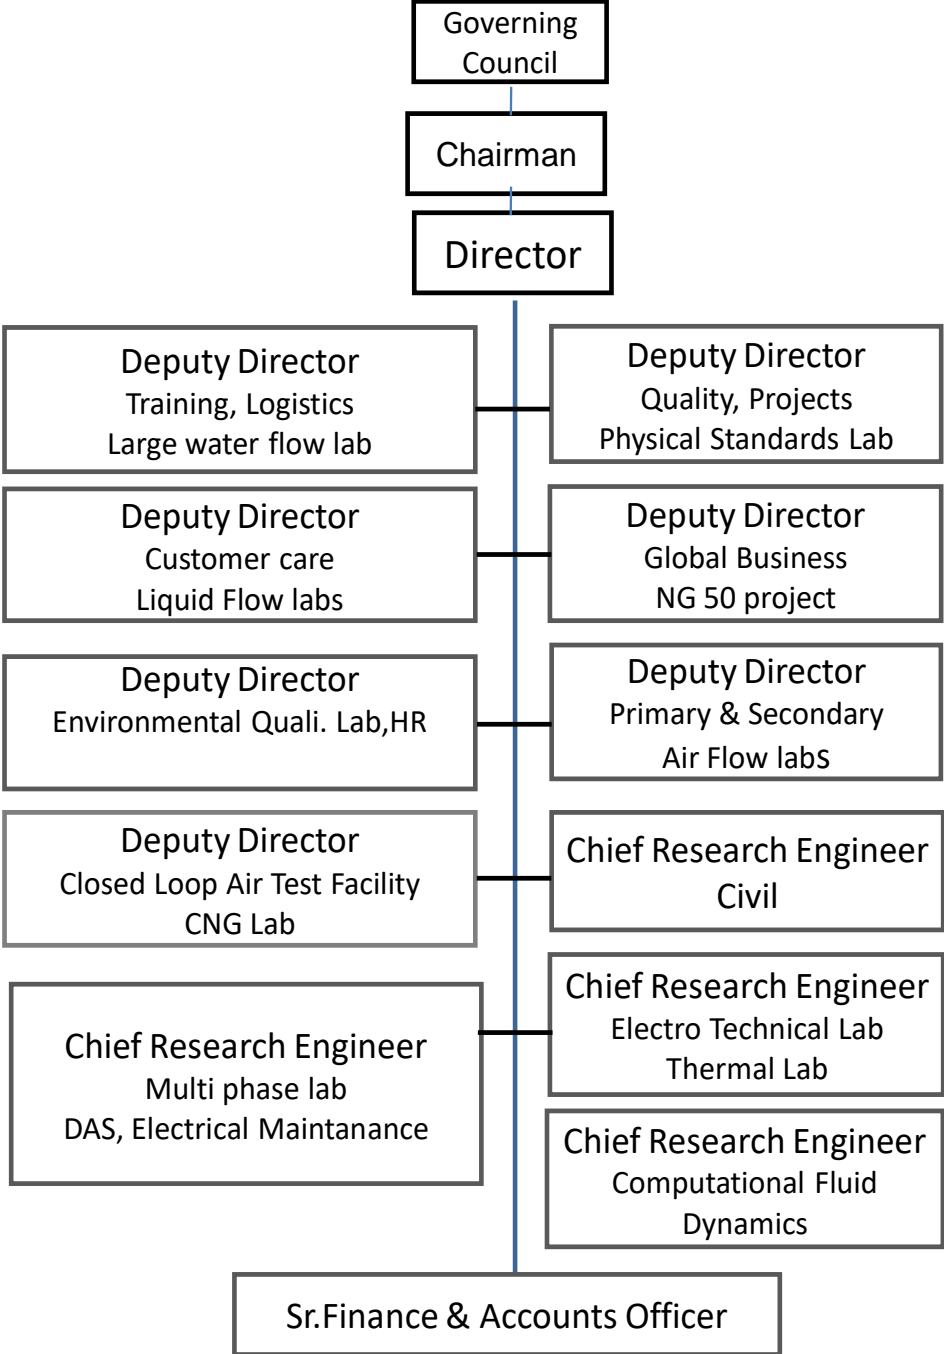 Governing
Council
Chairman
Director
Deputy Director
Training, Logistics
Large water flow lab
Deputy Director
Quality, Projects
Physical Standards Lab
Deputy Director
Customer care
Liquid Flow labs
Deputy Director
Global Business
NG 50 project
Deputy Director
Environmental Quali. Lab,HR
Deputy Director
Primary & Secondary
Air Flow labs
Deputy Director
Closed Loop Air Test Facility
CNG Lab
Chief Research Engineer
Civil
Chief Research Engineer
Multi phase lab
DAS, Electrical Maintanance
Chief Research Engineer
Electro Technical Lab
Thermal Lab
Chief Research Engineer
Computational Fluid
Dynamics
Sr.Finance & Accounts Officer